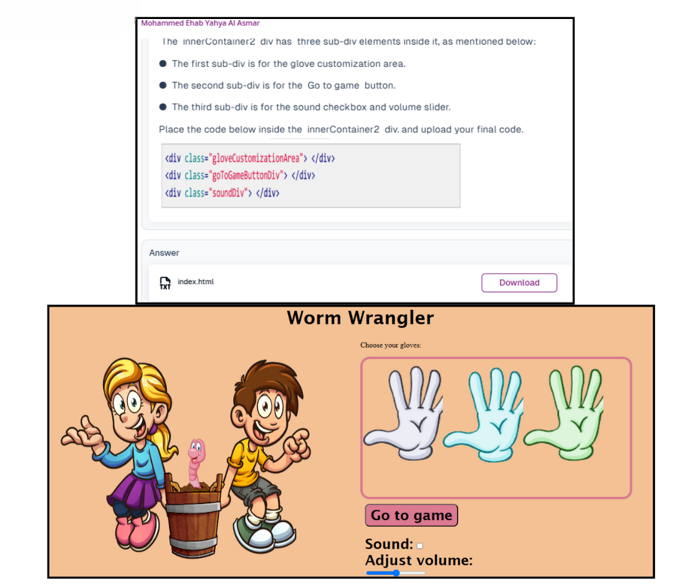 Mohammed Ehab Yahya Al Asmar
The innerContainer2 div has three sub-div elements inside it, as mentioned below:
● The first sub-div is for the glove customization area.
● The second sub-div is for the Go to game button.
● The third sub-div is for the sound checkbox and volume slider.
Place the code below inside the innerContainer2 div. and upload your final code.
<div class="gloveCustomizationArea"> </div>
<div class="goToGameButtonDiv"> </div>
<div class="soundDiv"> </div>
Answer
TXT
index.html
Download
Worm Wrangler
Choose your gloves:
Go to game
Sound:
Adjust volume: